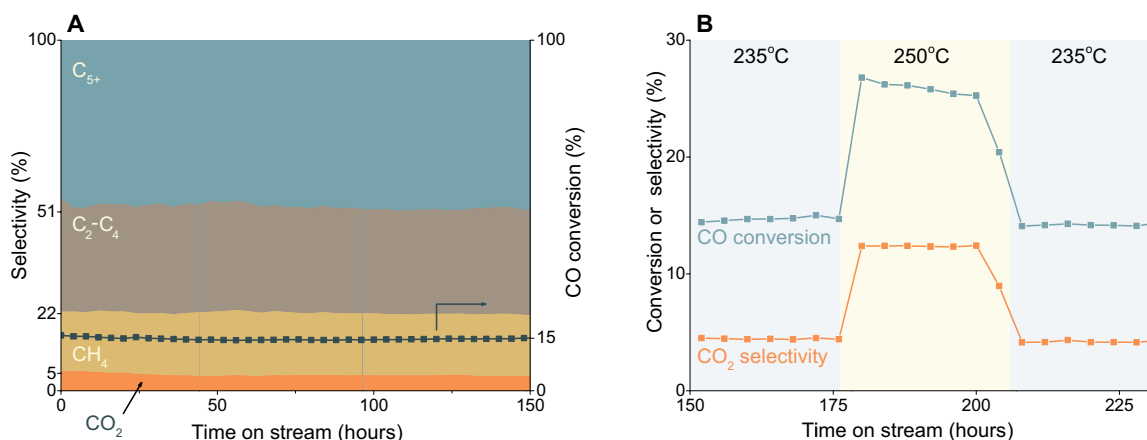 A
100
51
22
5
0
Selectivity (%)
C5+
C2-C4
CH4
CO2
100
15
0
CO conversion (%)
0
50
100
150
Time on stream (hours)
B
30
20
10
0
Conversion or selectivity (%)
235°C
250°C
235°C
CO conversion
CO2 selectivity
150
175
200
225
Time on stream (hours)